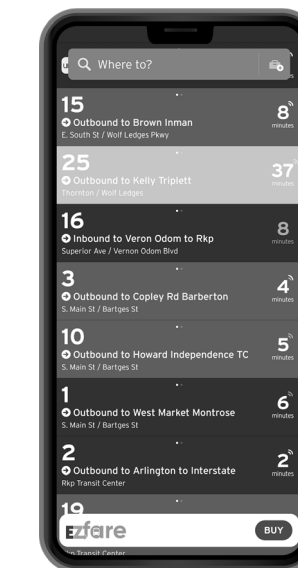 Where to?
15
Outbound to Brown Inman
E. South St / Wolf Ledges Pkwy
8
minutes
25
Outbound to Kelly Triplett
Thornton / Wolf Ledges
37
minutes
16
Inbound to Veron Odom to Rkp
Superior Ave / Vernon Odom Blvd
8
minutes
3
Outbound to Copley Rd Barberton
S. Main St / Bartges St
4
minutes
10
Outbound to Howard Independence TC
S. Main St / Bartges St
5
minutes
1
Outbound to West Market Montrose
S. Main St / Bartges St
6
minutes
2
Outbound to Arlington to Interstate
Rkp Transit Center
2
minutes
19
EZfare
BUY
Rkp Transit Center